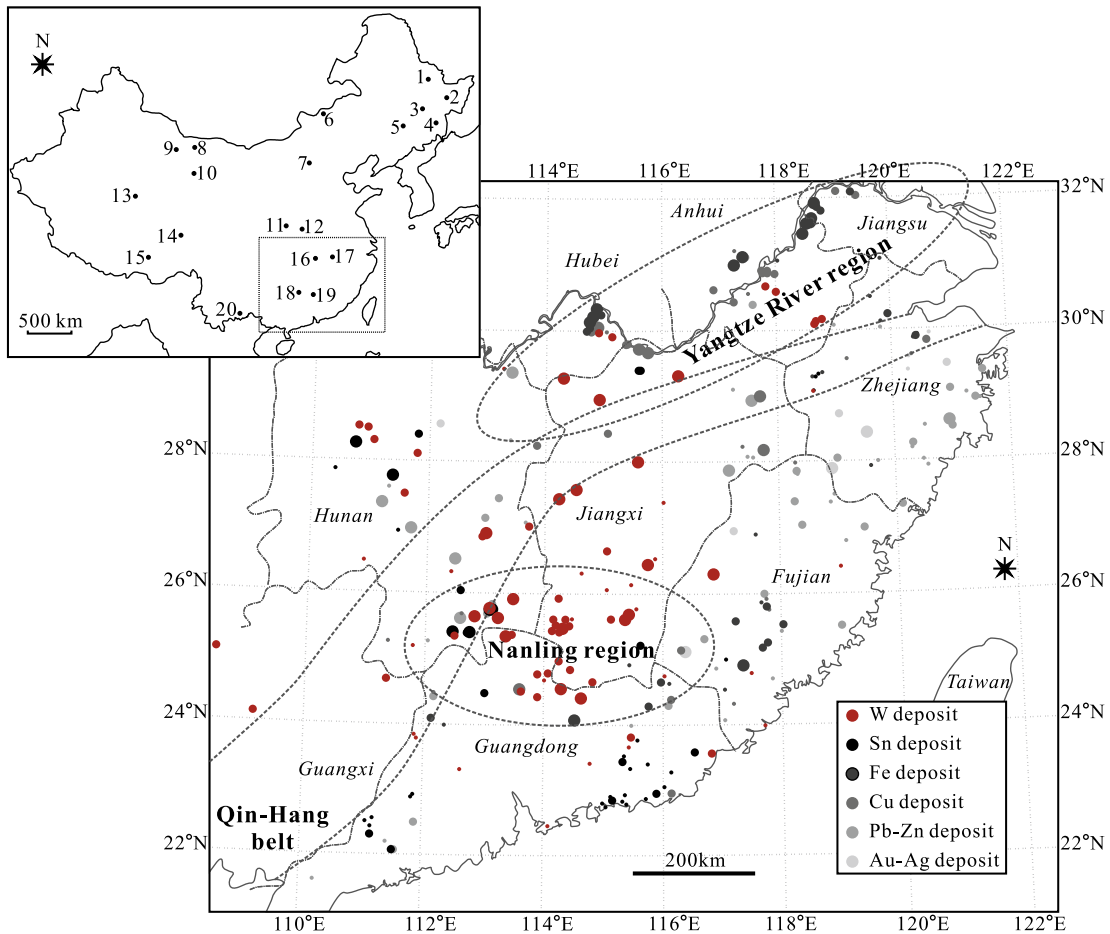 N
1
2
3
4
5
6
7
8
9
10
11
12
13
14
15
16
17
18
19
20
500 km
114°E
116°E
118°E
120°E
32°N
30°N
28°N
26°N
24°N
22°N
28°N
26°N
24°N
22°N
110°E
112°E
114°E
116°E
118°E
120°E
122°E
Anhui
Jiangsu
Hubei
Yangtze River region
Zhejiang
Hunan
Jiangxi
Fujian
N
Nanling region
Taiwan
Guangdong
Guangxi
Qin-Hang
belt
200km
W deposit
Sn deposit
Fe deposit
Cu deposit
Pb-Zn deposit
Au-Ag deposit